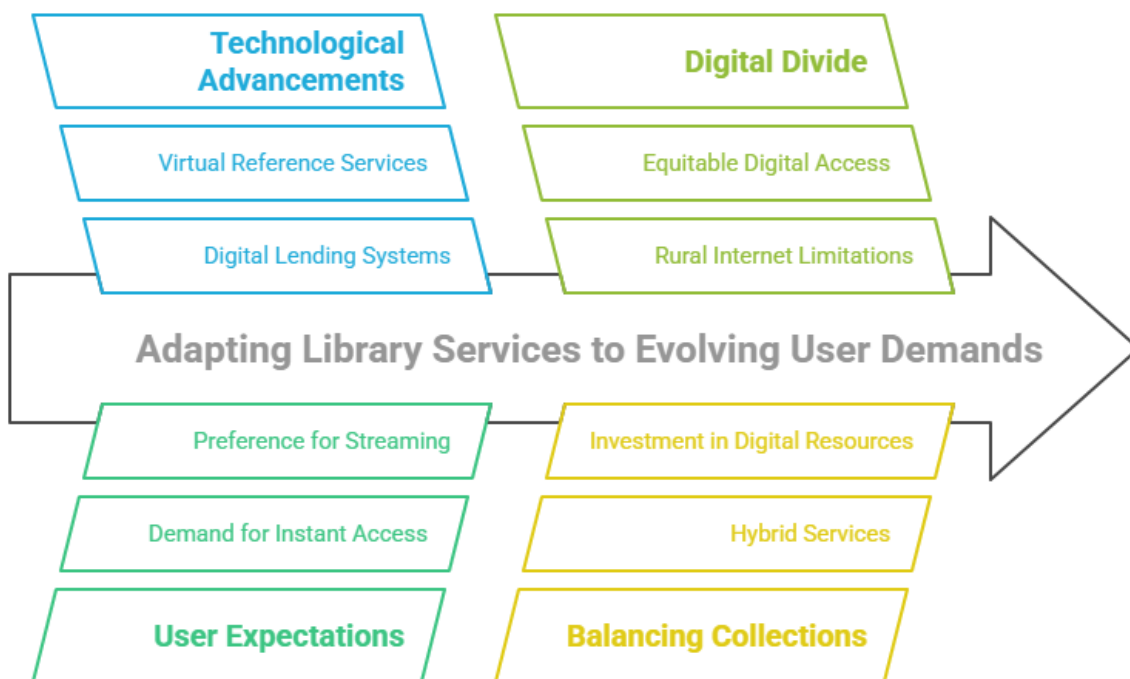 Technological
Advancements
Virtual Reference Services
Digital Lending Systems
Digital Divide
Equitable Digital Access
Rural Internet Limitations
Adapting Library Services to Evolving User Demands
Preference for Streaming
Demand for Instant Access
User Expectations
Investment in Digital Resources
Hybrid Services
Balancing Collections